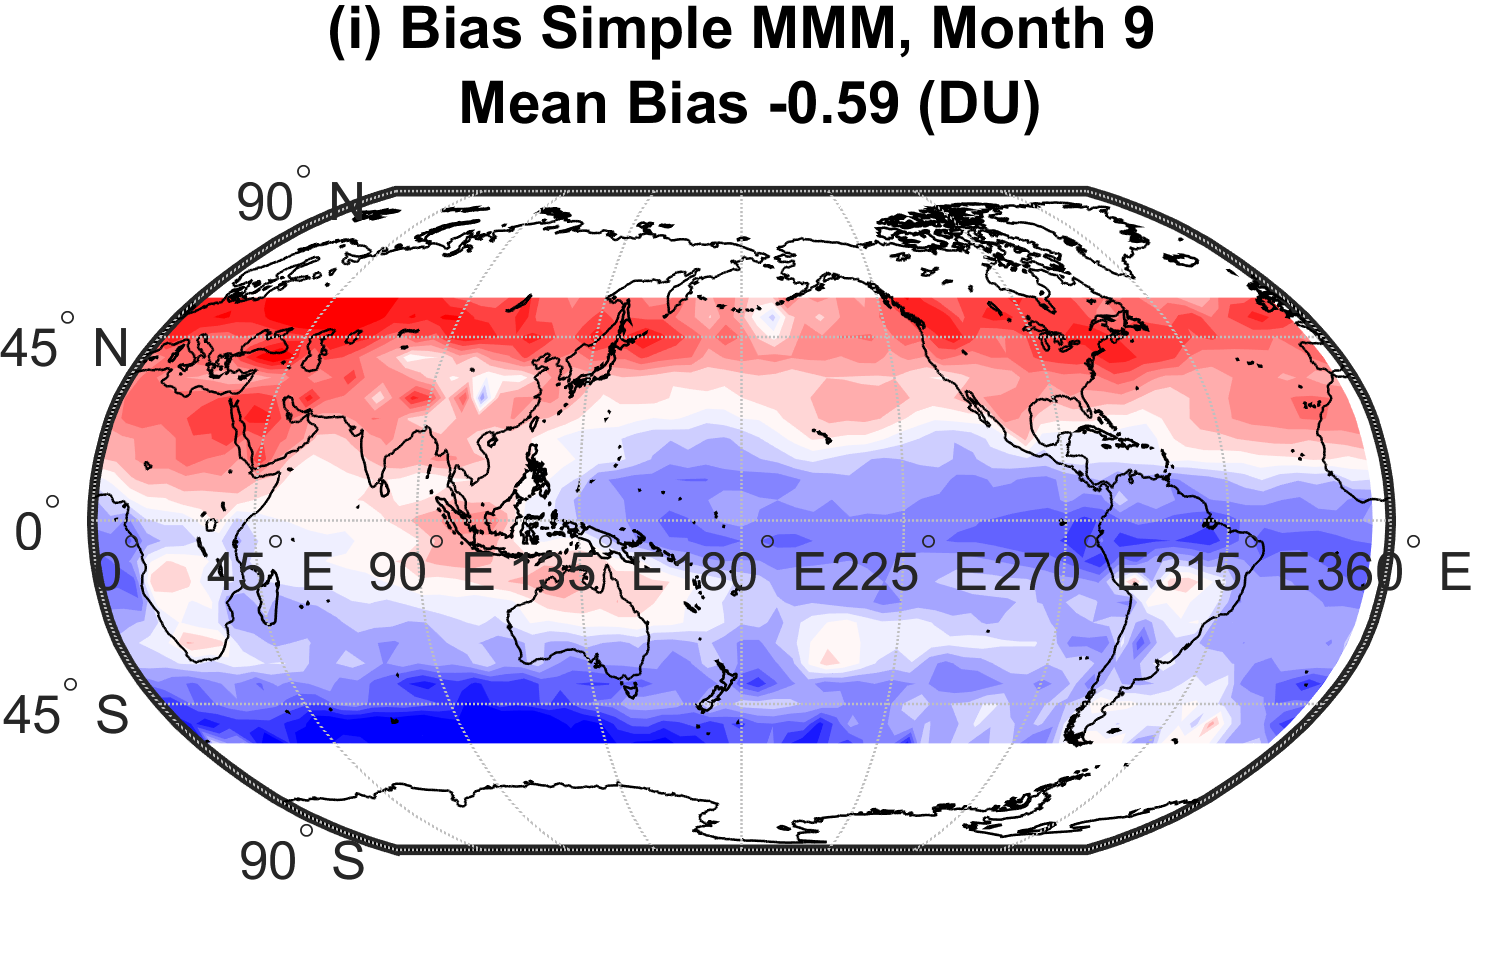 (i) Bias Simple MMM, Month 9
Mean Bias -0.59 (DU)
90° N
45° N
0°
0° 45° E 90° E 135° E 180° E 225° E 270° E 315° E 360° E
45° S
90° S